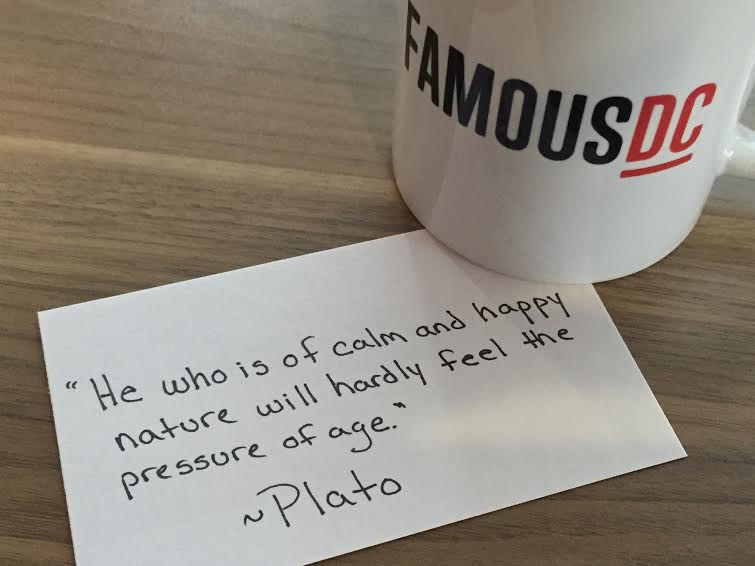 FAMOUSDC
"He who is of calm and happy
nature will hardly feel the
pressure of age."
~Plato